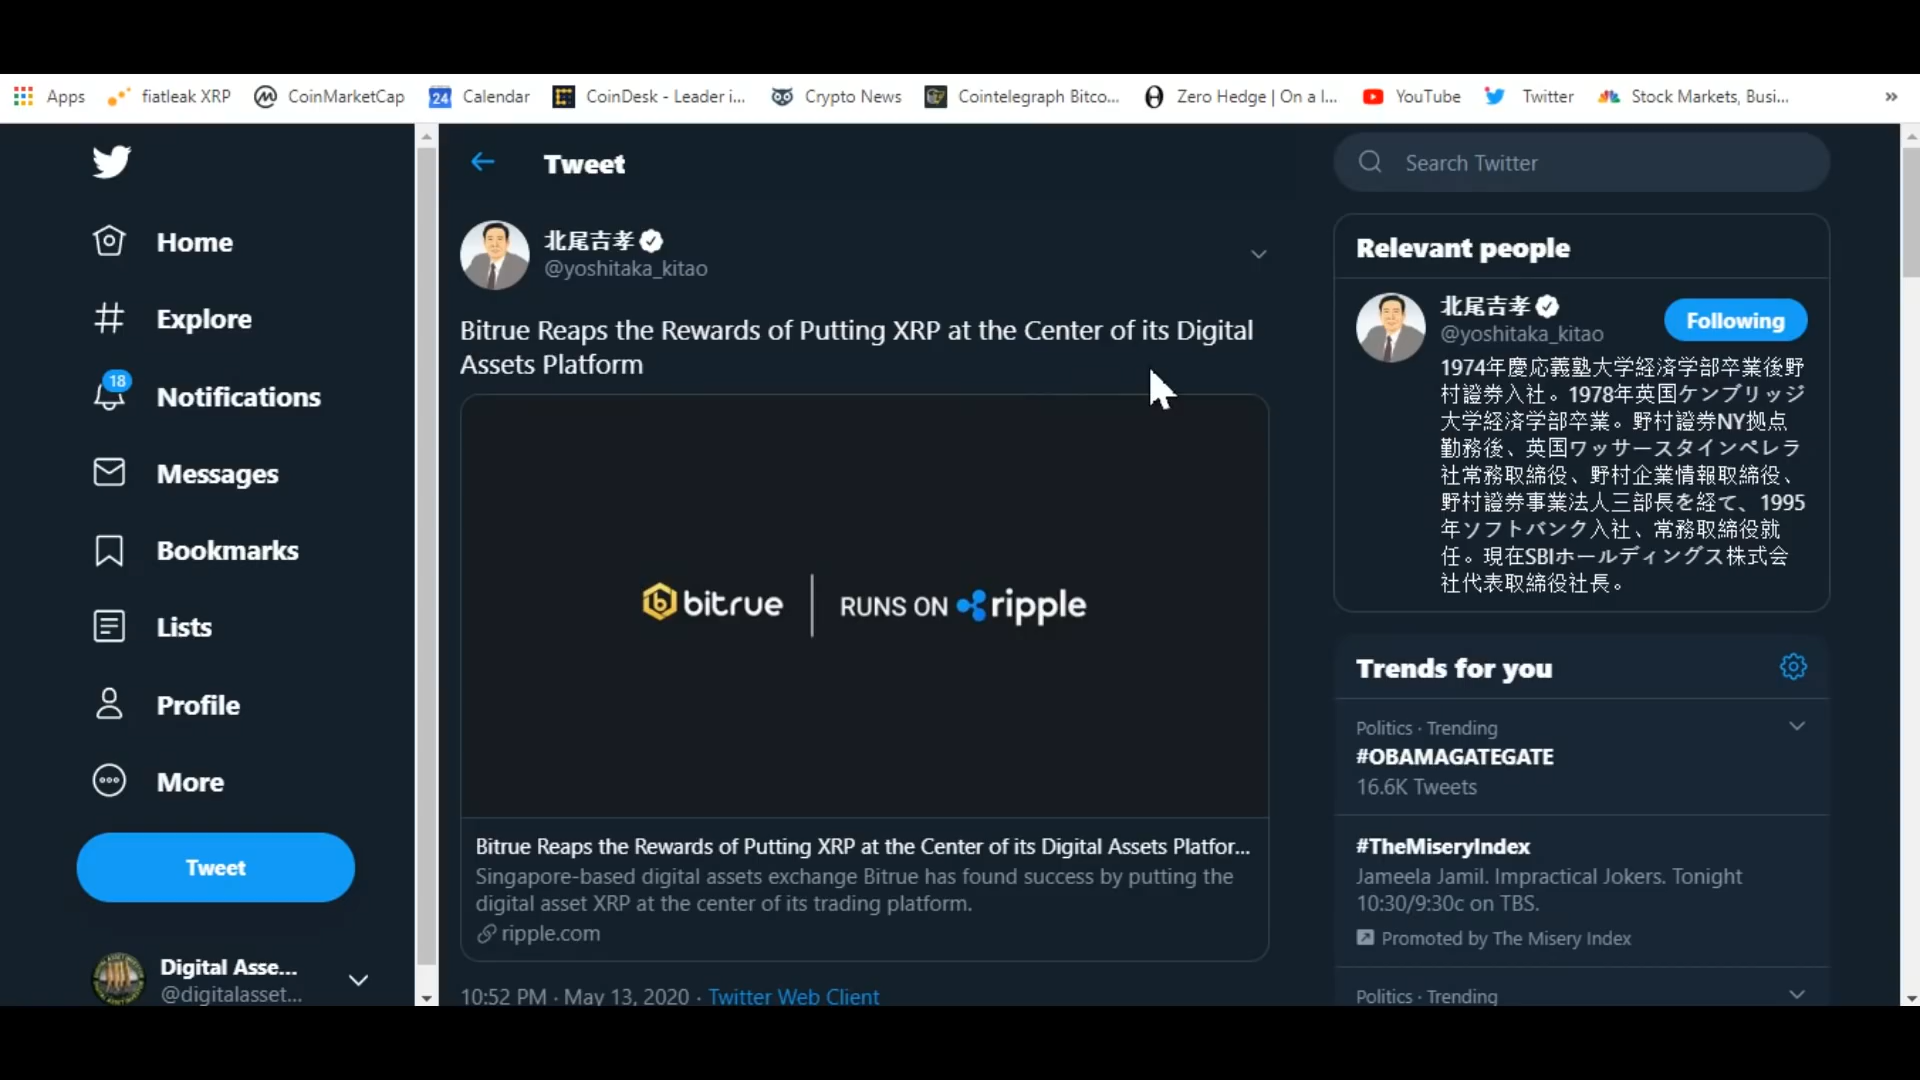 Apps
fiatleak XRP
CoinMarketCap
24
Calendar
CoinDesk - Leader i...
Crypto News
Cointelegraph Bitco...
Zero Hedge | On a l...
YouTube
Twitter
Stock Markets, Busi...
»
Home
Explore
18
Notifications
Messages
Bookmarks
Lists
Profile
More
Tweet
Digital Asse...
@digitalasset...
Tweet
北尾吉孝
@yoshitaka_kitao
Bitrue Reaps the Rewards of Putting XRP at the Center of its Digital
Assets Platform
bitrue
RUNS ON ripple
Bitrue Reaps the Rewards of Putting XRP at the Center of its Digital Assets Platfor...
Singapore-based digital assets exchange Bitrue has found success by putting the
digital asset XRP at the center of its trading platform.
ripple.com
10:52 PM · May 13, 2020 · Twitter Web Client
Search Twitter
Relevant people
北尾吉孝
@yoshitaka_kitao
Following
1974年慶応義塾大学経済学部卒業後野
村證券入社。1978年英国ケンブリッジ
大学経済学部卒業。野村證券NY拠点
勤務後、英国ワッサースタインペレラ
社常務取締役、野村企業情報取締役、
野村證券事業法人三部長を経て、1995
年ソフトバンク入社、常務取締役就
任。現在SBIホールディングス株式会
社代表取締役社長。
Trends for you
Politics · Trending
#OBAMAGATEGATE
16.6K Tweets
#TheMiseryIndex
Jameela Jamil. Impractical Jokers. Tonight
10:30/9:30c on TBS.
Promoted by The Misery Index
Politics · Trending